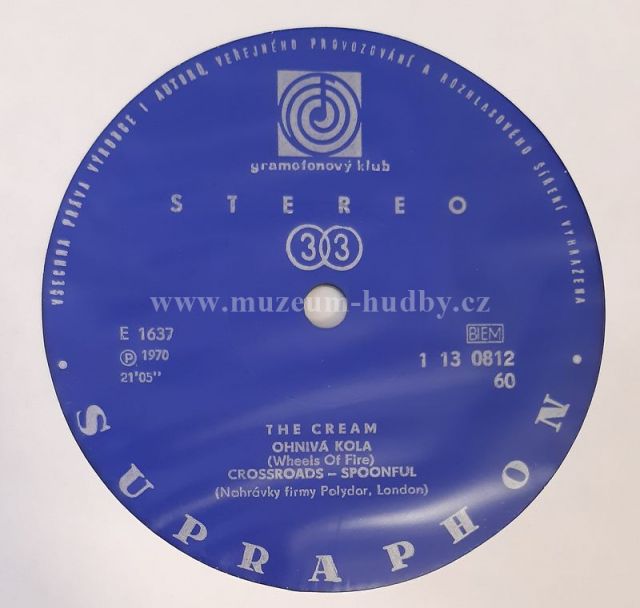 VŠECHNA PRÁVA VÝROBCE I AUTORŮ, VEŘEJNÉHO PROVOZOVÁNÍ A ROZHLASOVÉHO ŠÍŘENÍ VYHRAZENA
gramofonový klub
STEREO
33
www.muzeum-hudby.cz
E 1637
BIEM
℗ 1970
1 13 0812
21'05''
60
THE CREAM
OHNIVÁ KOLA
(Wheels Of Fire)
CROSSROADS – SPOONFUL
(Nahrávky firmy Polydor, London)
• SUPRAPHON •